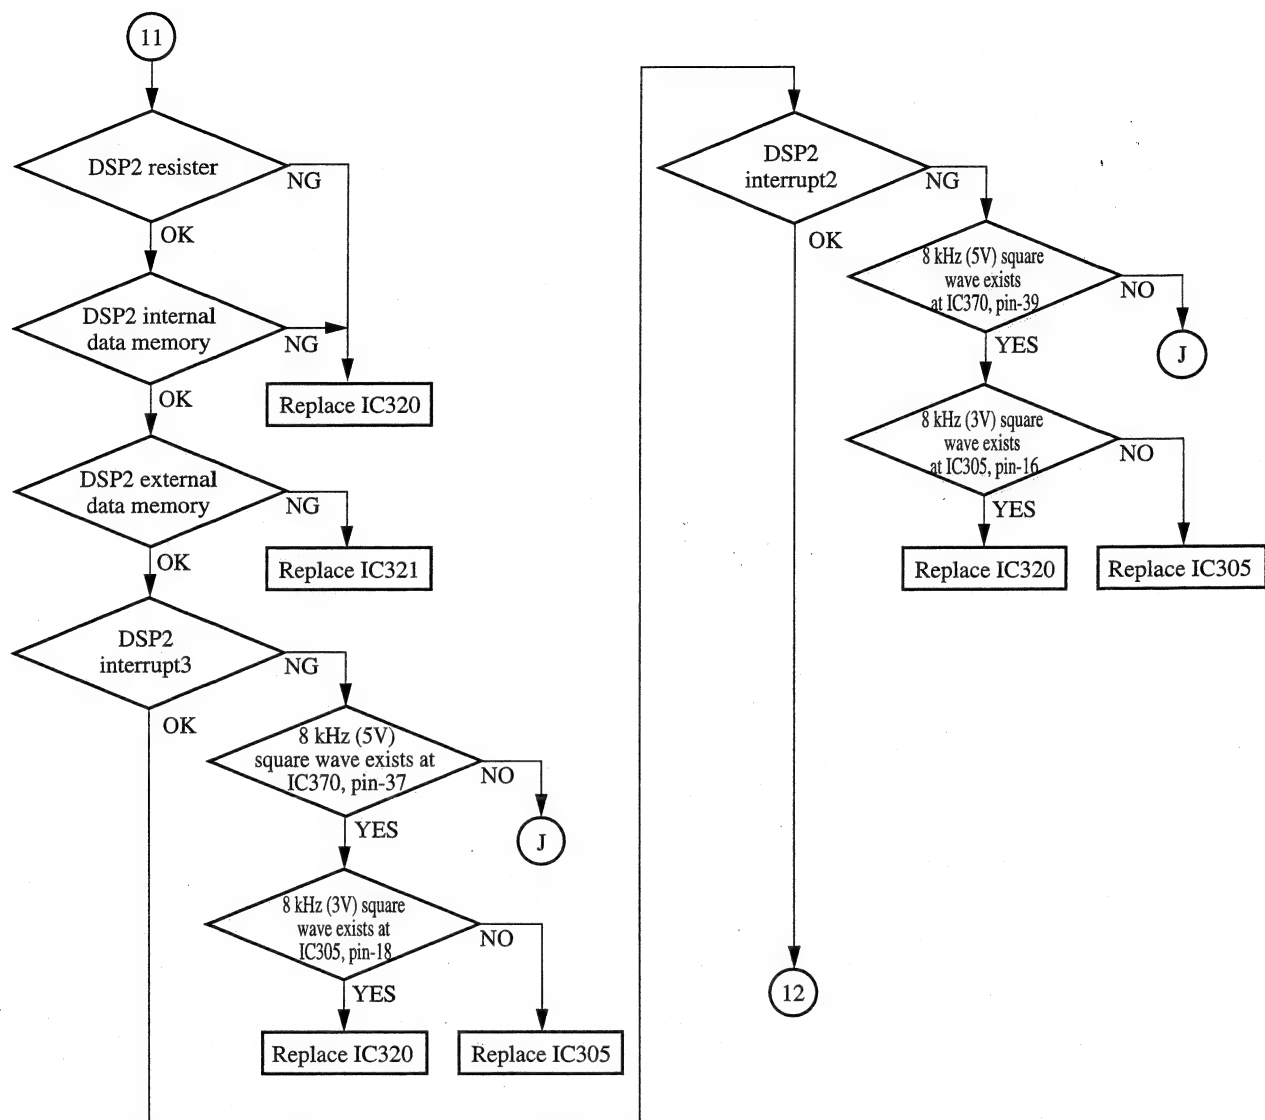 11
DSP2 resister
NG
OK
DSP2 internal
data memory
NG
OK
Replace IC320
DSP2 external
data memory
NG
OK
Replace IC321
DSP2
interrupt3
NG
OK
8 kHz (5V)
square wave exists at
IC370, pin-37
NO
YES
J
8 kHz (3V) square
wave exists at
IC305, pin-18
NO
YES
Replace IC320
Replace IC305
DSP2
interrupt2
NG
OK
8 kHz (5V) square
wave exists
at IC370, pin-39
NO
YES
J
8 kHz (3V) square
wave exists
at IC305, pin-16
NO
YES
Replace IC320
Replace IC305
12